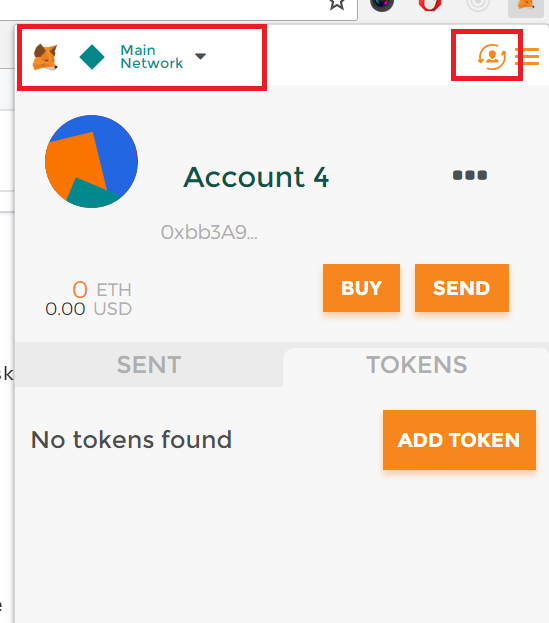 Main
Network
Account 4
0xbb3A9...
0 ETH
0.00 USD
BUY
SEND
SENT
TOKENS
sk
No tokens found
ADD TOKEN
e